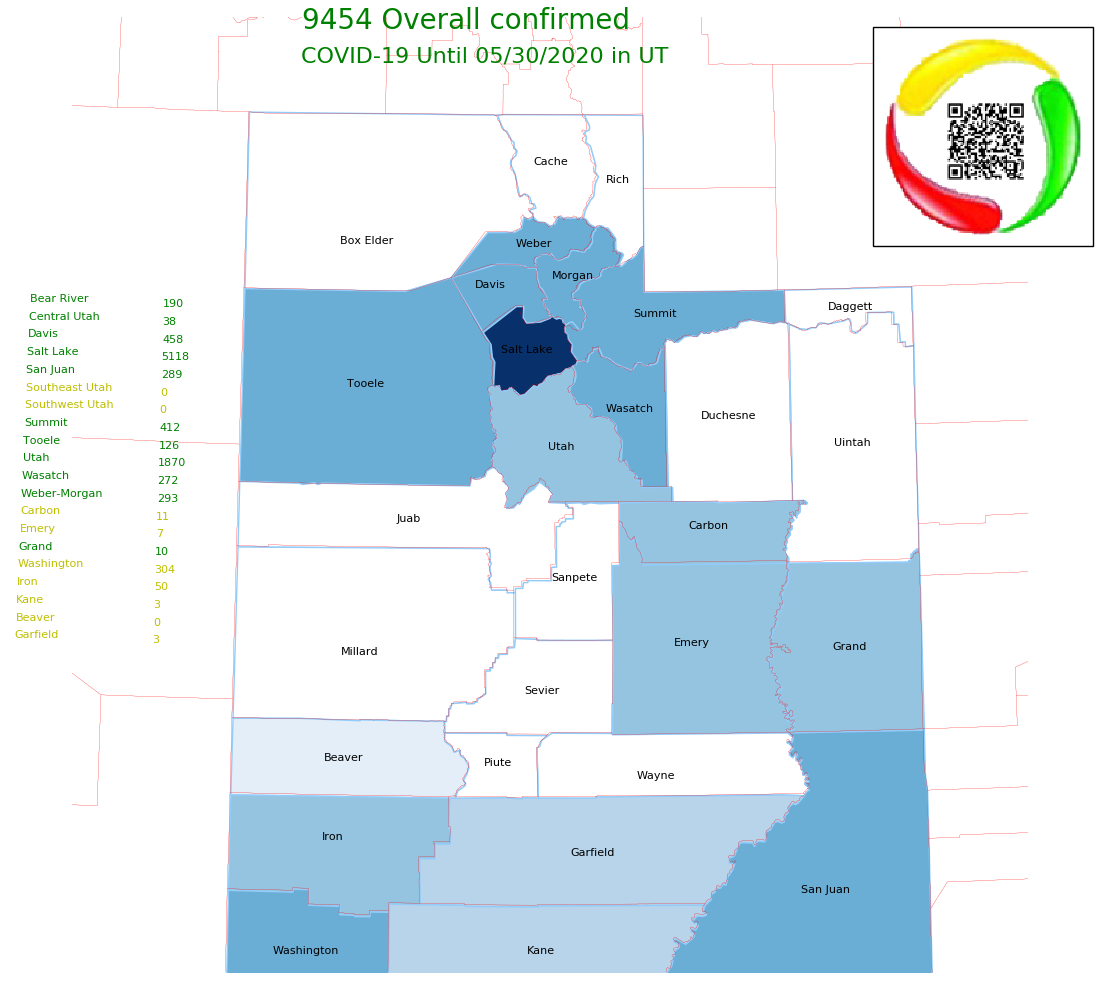 9454 Overall confirmed
COVID-19 Until 05/30/2020 in UT
Bear River 190
Central Utah 38
Davis 458
Salt Lake 5118
San Juan 289
Southeast Utah 0
Southwest Utah 0
Summit 412
Tooele 126
Utah 1870
Wasatch 272
Weber-Morgan 293
Carbon 11
Emery 7
Grand 10
Washington 304
Iron 50
Kane 3
Beaver 0
Garfield 3
Cache
Rich
Box Elder
Weber
Morgan
Davis
Summit
Daggett
Salt Lake
Tooele
Wasatch
Duchesne
Uintah
Utah
Juab
Carbon
Sanpete
Emery
Grand
Millard
Sevier
Beaver
Piute
Wayne
Iron
Garfield
San Juan
Washington
Kane